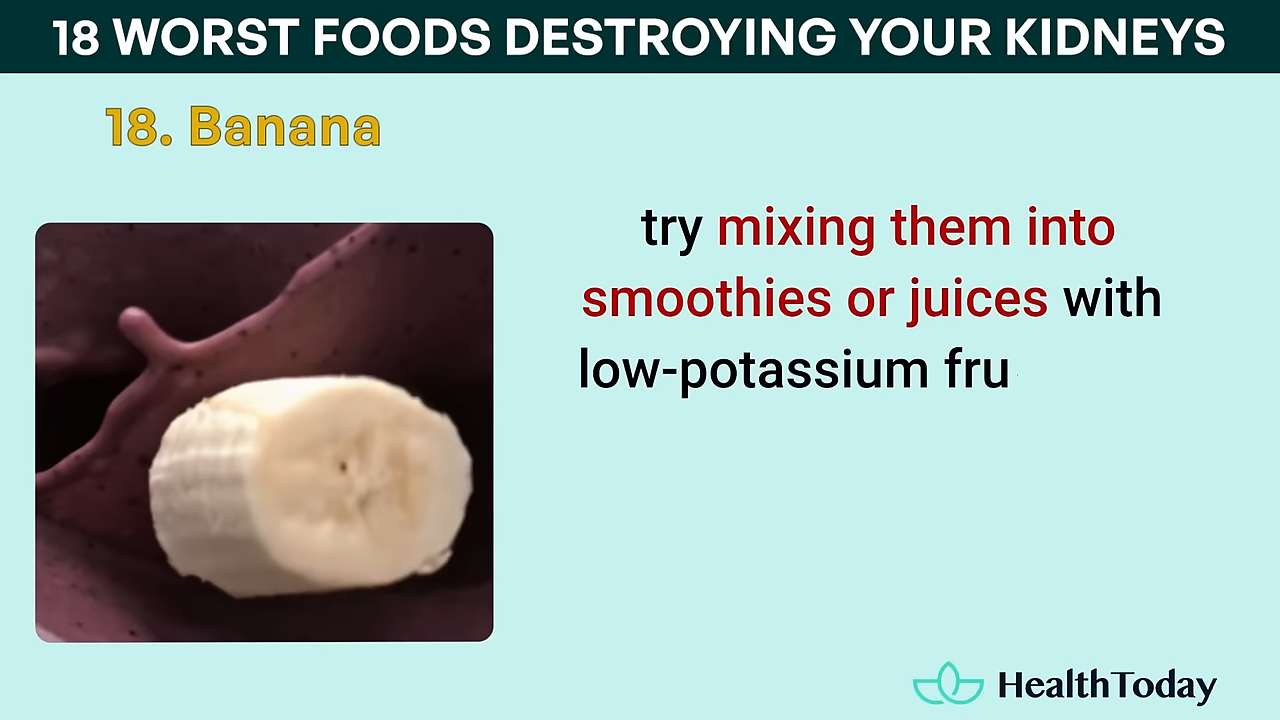 18 WORST FOODS DESTROYING YOUR KIDNEYS
18. Banana
try mixing them into
smoothies or juices with
low-potassium fru
HealthToday